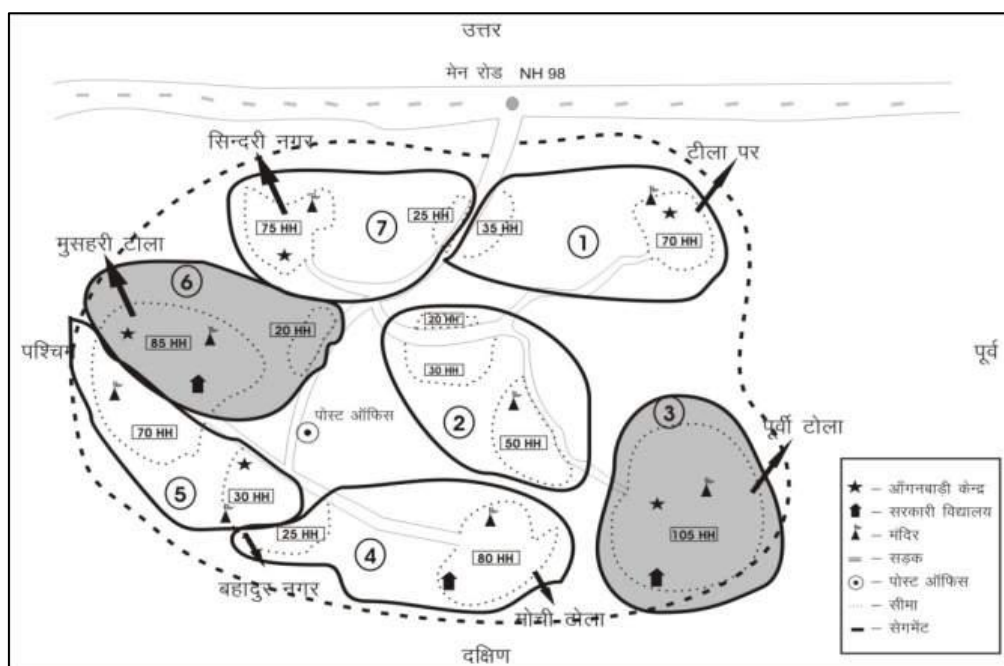 उत्तर
मेन रोड NH 98
सिन्दरी नगर
टीला पर
75 HH
7
25 HH
35 HH
1
70 HH
मुसहरी टोला
6
85 HH
20 HH
20 HH
30 HH
2
50 HH
पश्चिम
पूर्व
3
पूर्वी टोला
105 HH
पोस्ट ऑफिस
70 HH
5
30 HH
25 HH
4
80 HH
बहादुर नगर
मोची टोला
दक्षिण
– आँगनबाड़ी केन्द्र
– सरकारी विद्यालय
– मंदिर
– सड़क
– पोस्ट ऑफिस
– सीमा
– सेगमेंट